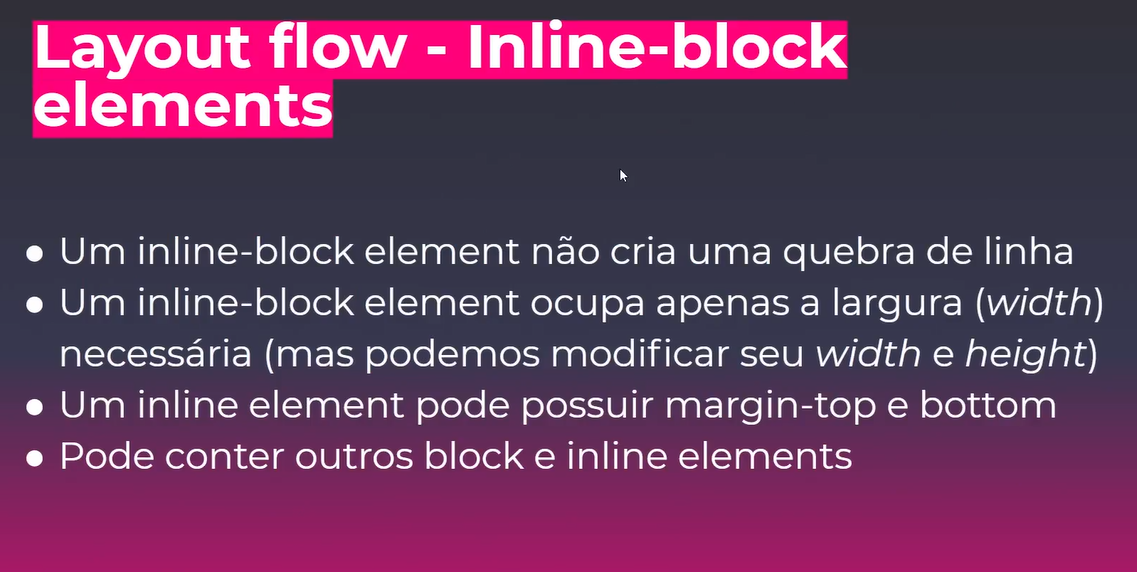 Layout flow - Inline-block
elements
● Um inline-block element não cria uma quebra de linha
● Um inline-block element ocupa apenas a largura (width)
necessária (mas podemos modificar seu width e height)
● Um inline element pode possuir margin-top e bottom
● Pode conter outros block e inline elements